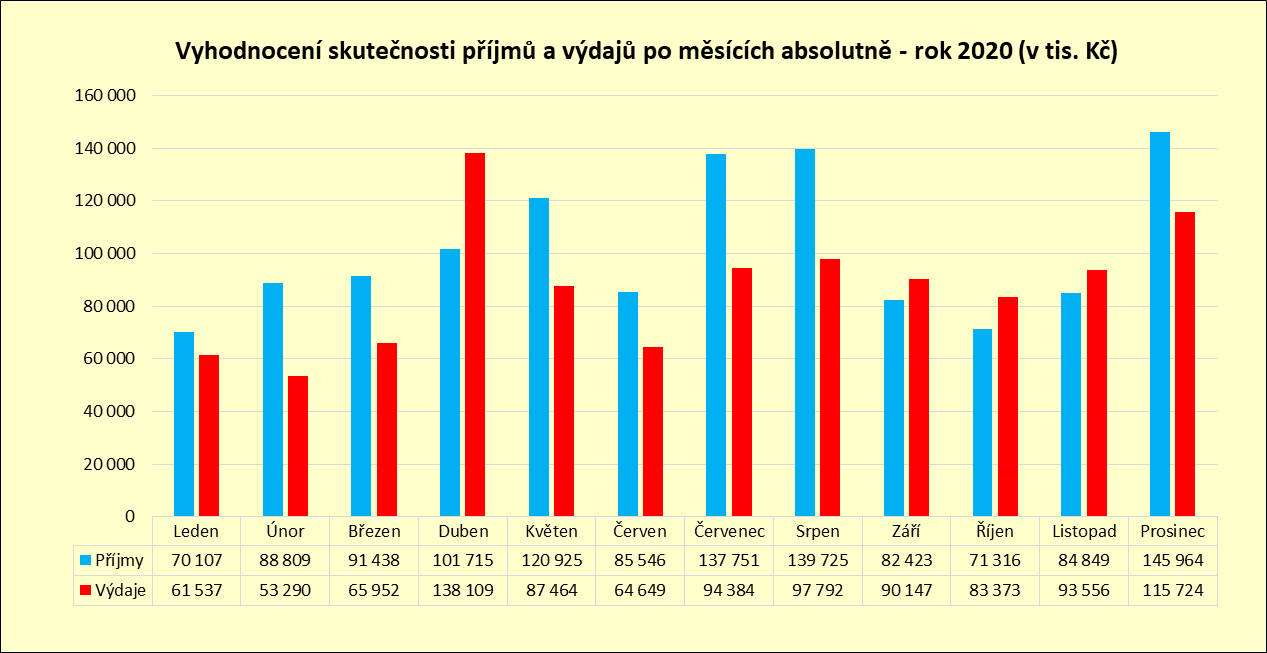 Vyhodnocení skutečnosti příjmů a výdajů po měsících absolutně - rok 2020 (v tis. Kč)
160 000
140 000
120 000
100 000
80 000
60 000
40 000
20 000
0
Leden Únor Březen Duben Květen Červen Červenec Srpen Září Říjen Listopad Prosinec
Příjmy 70 107 88 809 91 438 101 715 120 925 85 546 137 751 139 725 82 423 71 316 84 849 145 964
Výdaje 61 537 53 290 65 952 138 109 87 464 64 649 94 384 97 792 90 147 83 373 93 556 115 724